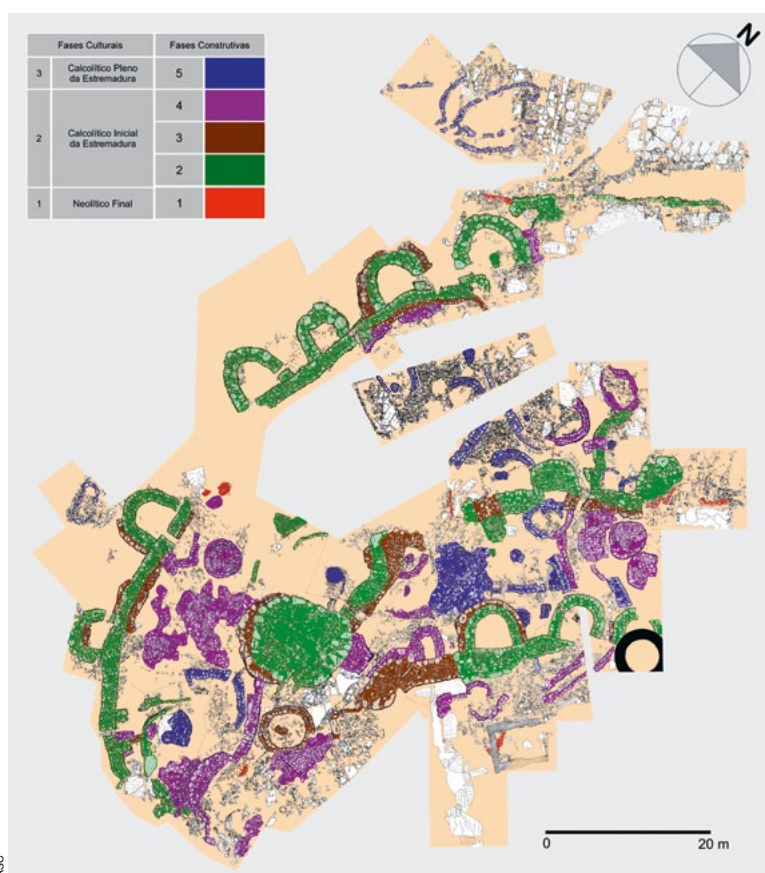 Fases Culturais
Fases Construtivas
3
Calcolítico Pleno
da Estremadura
5
2
Calcolítico Inicial
da Estremadura
4
3
2
1
Neolítico Final
1
N
0
20 m